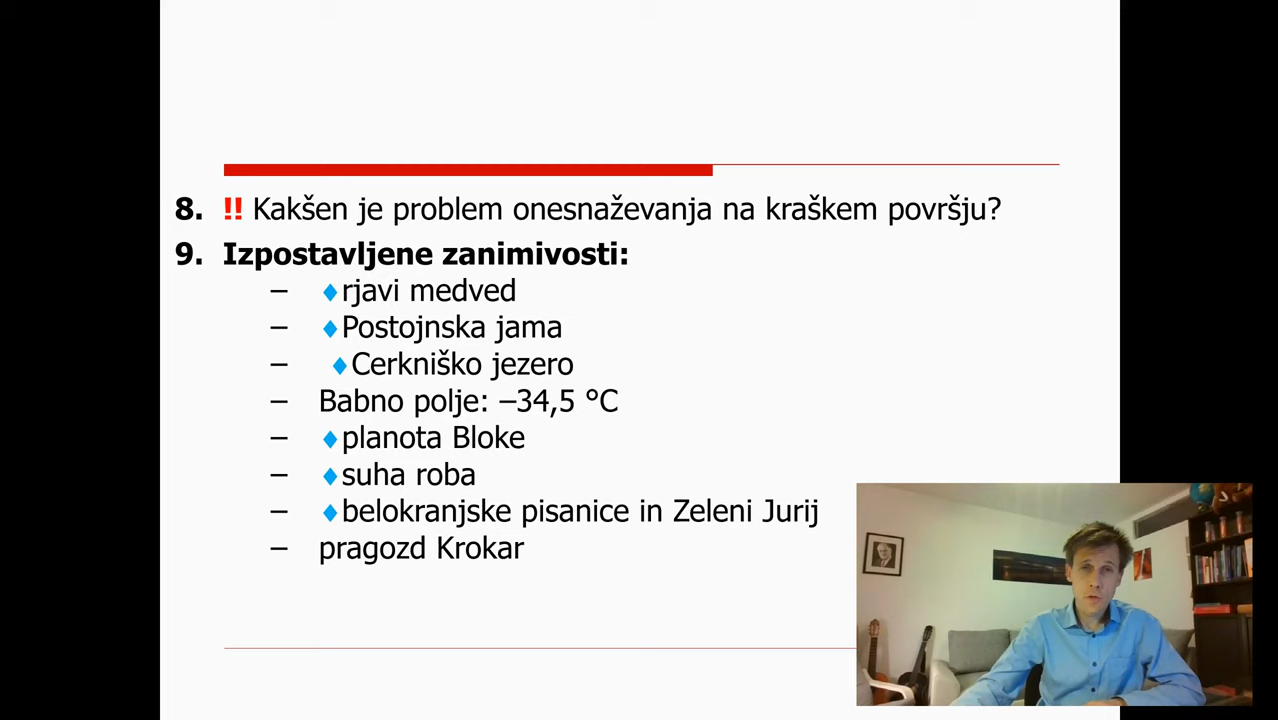 8. !! Kakšen je problem onesnaževanja na kraškem površju?
9. Izpostavljene zanimivosti:
– ♦rjavi medved
– ♦Postojnska jama
– ♦Cerkniško jezero
– Babno polje: –34,5 °C
– ♦planota Bloke
– ♦suha roba
– ♦belokranjske pisanice in Zeleni Jurij
– pragozd Krokar